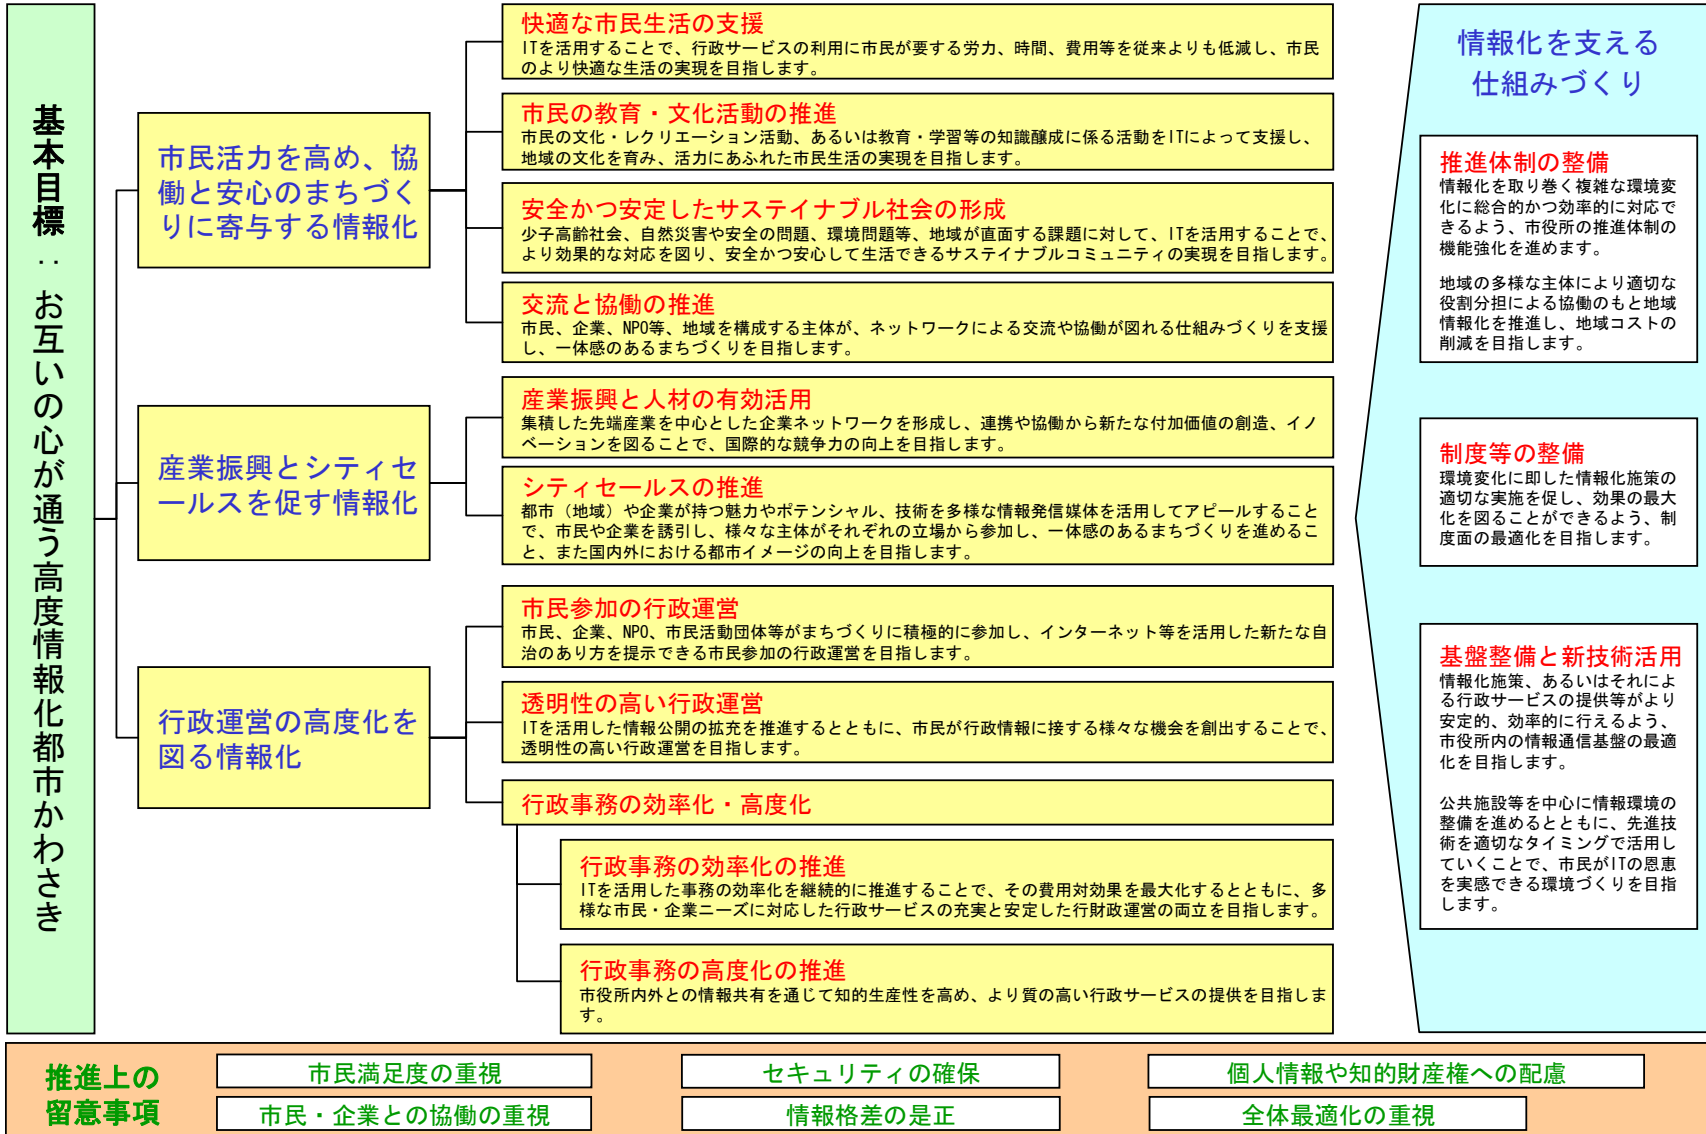 基本目標：お互いの心が通う高度情報化都市かわさき
市民活力を高め、協
働と安心のまちづく
りに寄与する情報化
快適な市民生活の支援
ITを活用することで、行政サービスの利用に市民が要する労力、時間、費用等を従来よりも低減し、市民
のより快適な生活の実現を目指します。
市民の教育・文化活動の推進
市民の文化・レクリエーション活動、あるいは教育・学習等の知識醸成に係る活動をITによって支援し、
地域の文化を育み、活力にあふれた市民生活の実現を目指します。
安全かつ安定したサステイナブル社会の形成
少子高齢社会、自然災害や安全の問題、環境問題等、地域が直面する課題に対して、ITを活用することで、
より効果的な対応を図り、安全かつ安心して生活できるサステイナブルコミュニティの実現を目指します。
交流と協働の推進
市民、企業、NPO等、地域を構成する主体が、ネットワークによる交流や協働が図れる仕組みづくりを支援
し、一体感のあるまちづくりを目指します。
産業振興とシティセ
ールスを促す情報化
産業振興と人材の有効活用
集積した先端産業を中心とした企業ネットワークを形成し、連携や協働から新たな付加価値の創造、イノ
ベーションを図ることで、国際的な競争力の向上を目指します。
シティセールスの推進
都市（地域）や企業が持つ魅力やポテンシャル、技術を多様な情報発信媒体を活用してアピールすること
で、市民や企業を誘引し、様々な主体がそれぞれの立場から参加し、一体感のあるまちづくりを進めるこ
と、また国内外における都市イメージの向上を目指します。
行政運営の高度化を
図る情報化
市民参加の行政運営
市民、企業、NPO、市民活動団体等がまちづくりに積極的に参加し、インターネット等を活用した新たな自
治のあり方を提示できる市民参加の行政運営を目指します。
透明性の高い行政運営
ITを活用した情報公開の拡充を推進するとともに、市民が行政情報に接する様々な機会を創出することで、
透明性の高い行政運営を目指します。
行政事務の効率化・高度化
行政事務の効率化の推進
ITを活用した事務の効率化を継続的に推進することで、その費用対効果を最大化するとともに、多
様な市民・企業ニーズに対応した行政サービスの充実と安定した行財政運営の両立を目指します。
行政事務の高度化の推進
市役所内外との情報共有を通じて知的生産性を高め、より質の高い行政サービスの提供を目指しま
す。
情報化を支える
仕組みづくり
推進体制の整備
情報化を取り巻く複雑な環境変
化に総合的かつ効率的に対応で
きるよう、市役所の推進体制の
機能強化を進めます。
地域の多様な主体により適切な
役割分担による協働のもと地域
情報化を推進し、地域コストの
削減を目指します。
制度等の整備
環境変化に即した情報化施策の
適切な実施を促し、効果の最大
化を図ることができるよう、制
度面の最適化を目指します。
基盤整備と新技術活用
情報化施策、あるいはそれによ
る行政サービスの提供等がより
安定的、効率的に行えるよう、
市役所内の情報通信基盤の最適
化を目指します。
公共施設等を中心に情報環境の
整備を進めるとともに、先進技
術を適切なタイミングで活用し
ていくことで、市民がITの恩恵
を実感できる環境づくりを目指
します。
推進上の
留意事項
市民満足度の重視
セキュリティの確保
個人情報や知的財産権への配慮
市民・企業との協働の重視
情報格差の是正
全体最適化の重視